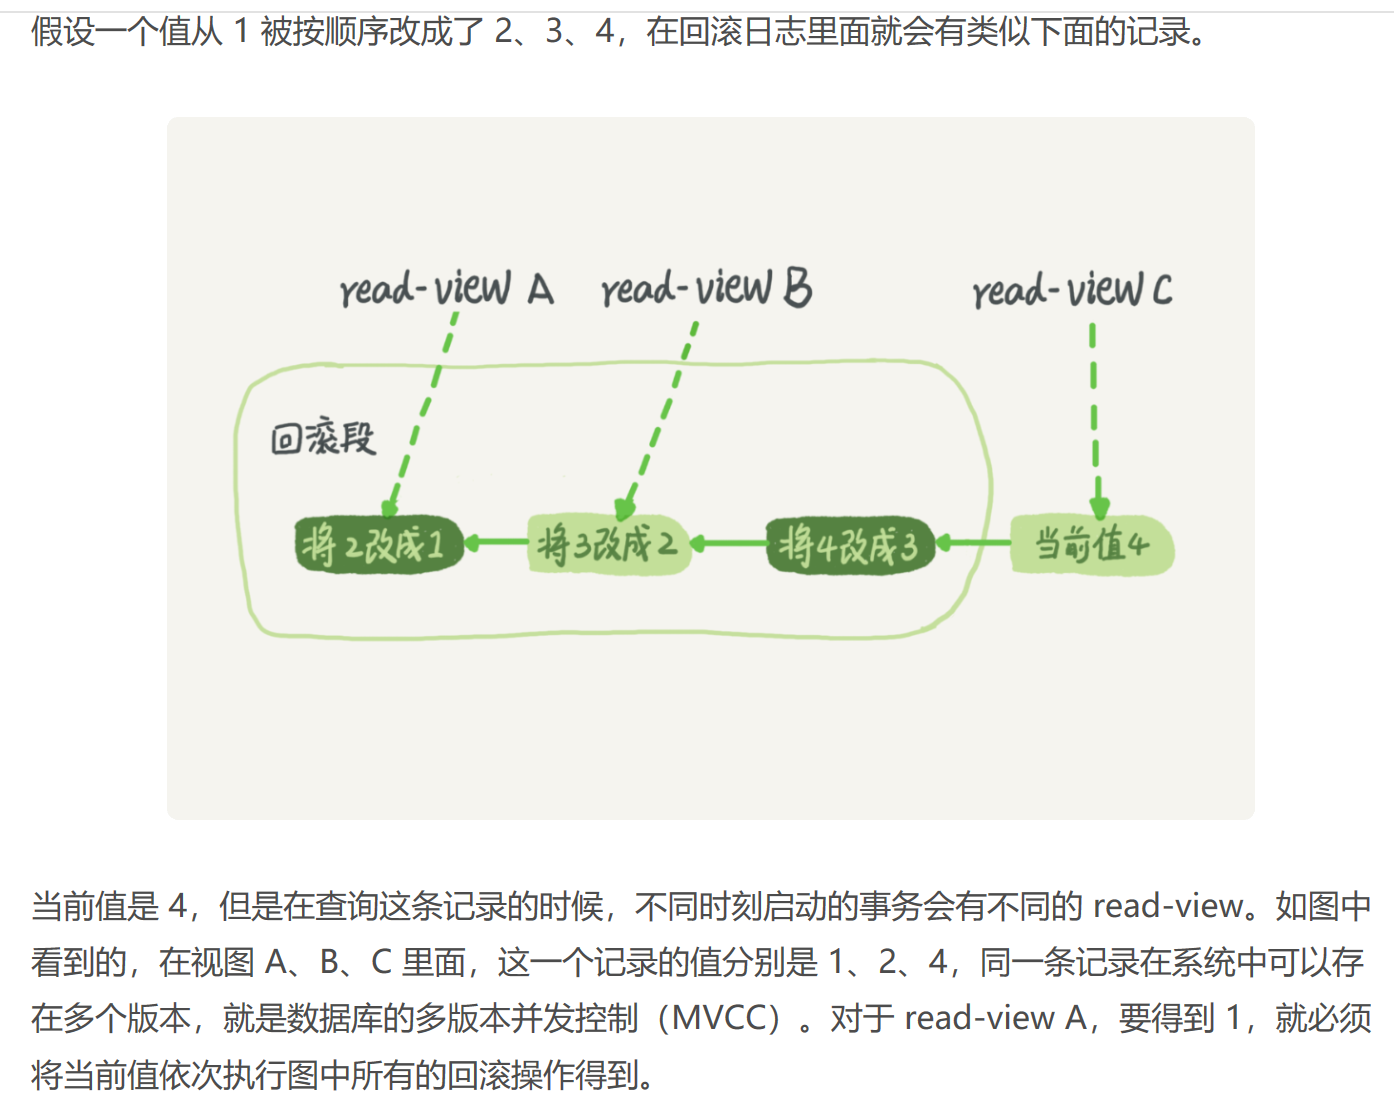 假设一个值从 1 被按顺序改成了 2、3、4，在回滚日志里面就会有类似下面的记录。
read-view A
read-view B
read-view C
回滚段
将2改成1
将3改成2
将4改成3
当前值4
当前值是 4，但是在查询这条记录的时候，不同时刻启动的事务会有不同的 read-view。如图中
看到的，在视图 A、B、C 里面，这一个记录的值分别是 1、2、4，同一条记录在系统中可以存
在多个版本，就是数据库的多版本并发控制（MVCC）。对于 read-view A，要得到 1，就必须
将当前值依次执行图中所有的回滚操作得到。